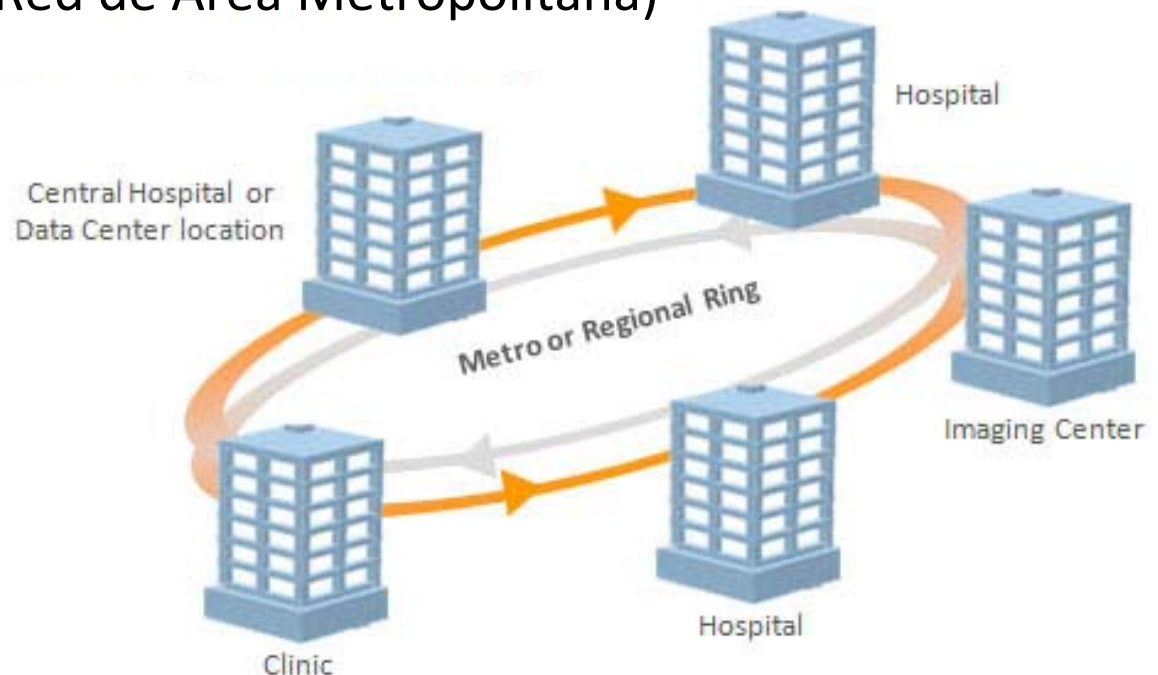 Red de Área Metropolitana)
Hospital
Central Hospital or
Data Center location
Metro or Regional Ring
Imaging Center
Hospital
Clinic